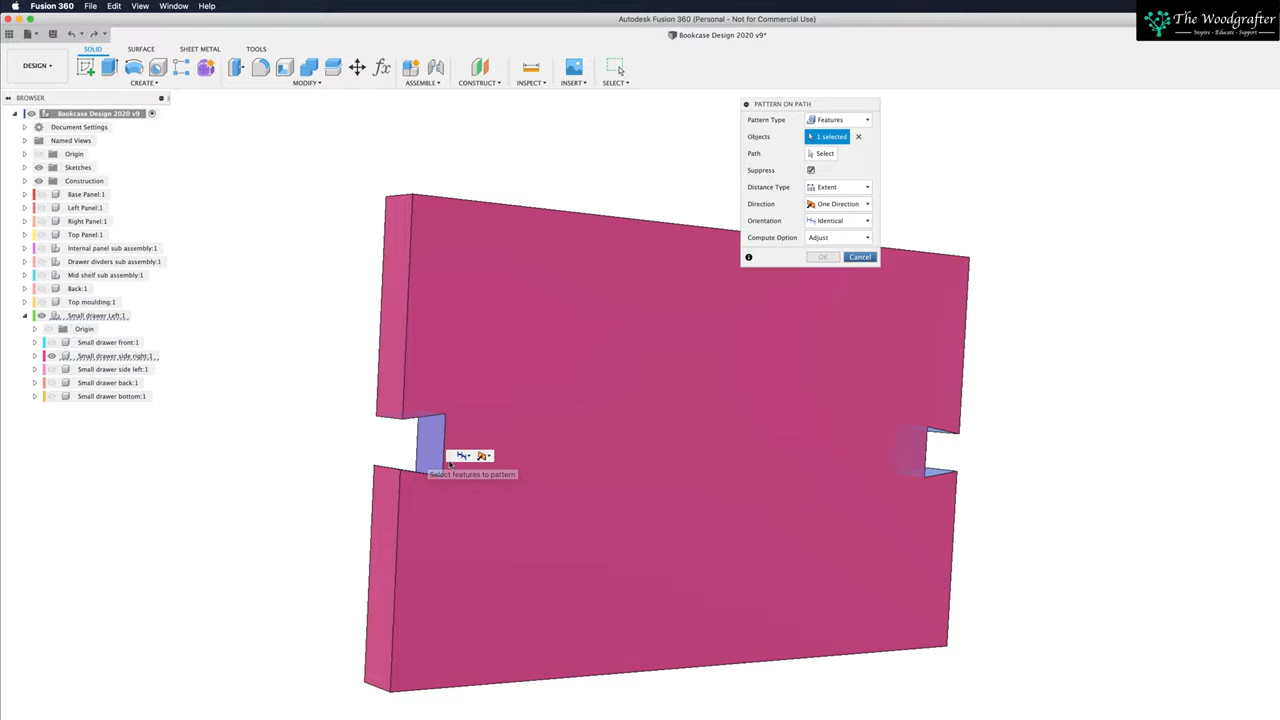 Fusion 360 File Edit View Window Help
Autodesk Fusion 360 (Personal - Not for Commercial Use)
The Woodgrafter
Inspire - Educate - Support
Bookcase Design 2020 v9*
SOLID SURFACE SHEET METAL TOOLS
DESIGN
CREATE MODIFY ASSEMBLE CONSTRUCT INSPECT INSERT SELECT
BROWSER
Bookcase Design 2020 v9
Document Settings
Named Views
Origin
Sketches
Construction
Base Panel:1
Left Panel:1
Right Panel:1
Top Panel:1
Internal panel sub assembly:1
Drawer dividers sub assembly:1
Mid shelf sub assembly:1
Back:1
Top moulding:1
Small drawer Left:1
Origin
Small drawer front:1
Small drawer side right:1
Small drawer side left:1
Small drawer back:1
Small drawer bottom:1
PATTERN ON PATH
Pattern Type Features
Objects 1 selected
Path Select
Suppress
Distance Type Extent
Direction One Direction
Orientation Identical
Compute Option Adjust
OK Cancel
Select features to pattern